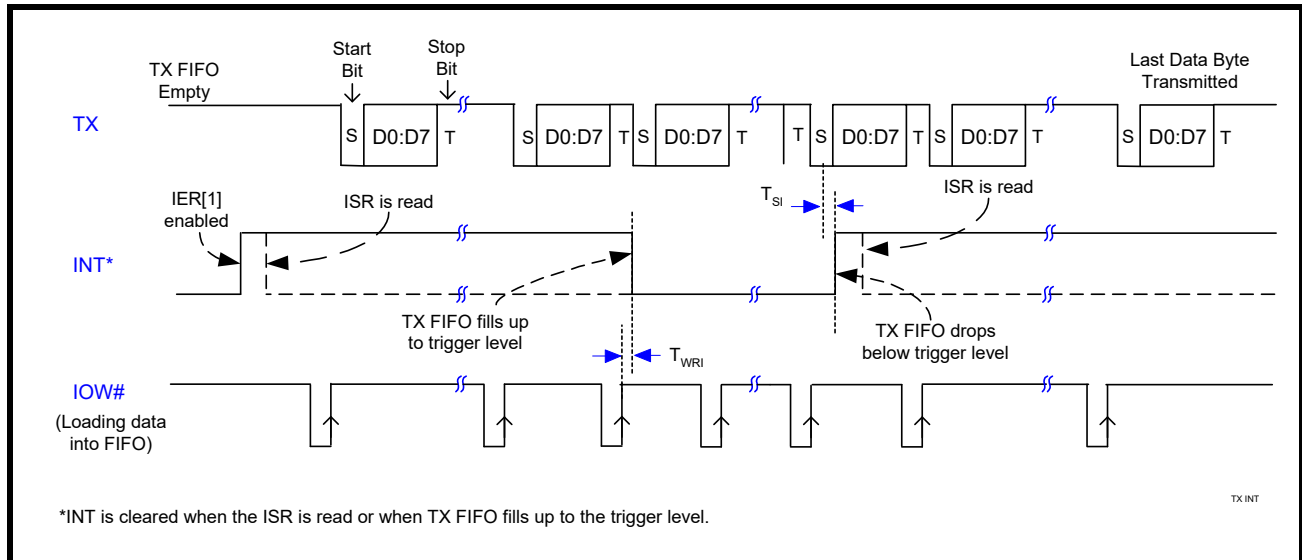 Start
Bit
Stop
Bit
TX FIFO
Empty
Last Data Byte
Transmitted
TX
S D0:D7 T S D0:D7 T S D0:D7 T T S D0:D7 T S D0:D7 T S D0:D7 T
IER[1]
enabled
ISR is read
TSI
ISR is read
INT*
TX FIFO fills up
to trigger level
TX FIFO drops
below trigger level
TWRI
IOW#
(Loading data
into FIFO)
TX INT
*INT is cleared when the ISR is read or when TX FIFO fills up to the trigger level.